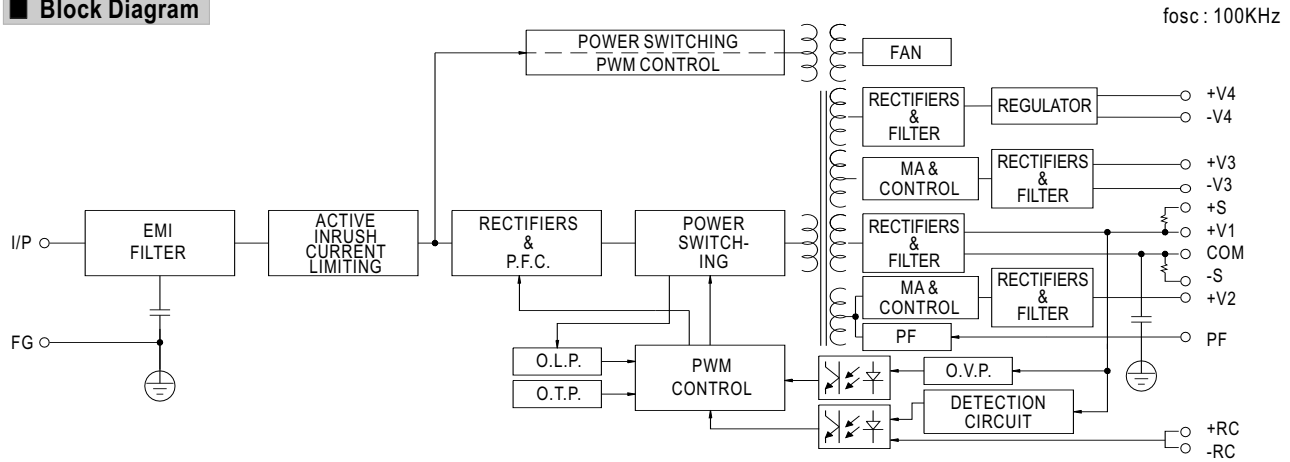 ■ Block Diagram
fosc : 100KHz
POWER SWITCHING
PWM CONTROL
FAN
RECTIFIERS
&
FILTER
REGULATOR
+V4
-V4
MA &
CONTROL
RECTIFIERS
&
FILTER
+V3
-V3
I/P
EMI
FILTER
ACTIVE
INRUSH
CURRENT
LIMITING
RECTIFIERS
&
P.F.C.
POWER
SWITCH-
ING
RECTIFIERS
&
FILTER
+S
+V1
COM
-S
MA &
CONTROL
RECTIFIERS
&
FILTER
+V2
FG
PF
PF
O.L.P.
O.T.P.
PWM
CONTROL
O.V.P.
DETECTION
CIRCUIT
+RC
-RC